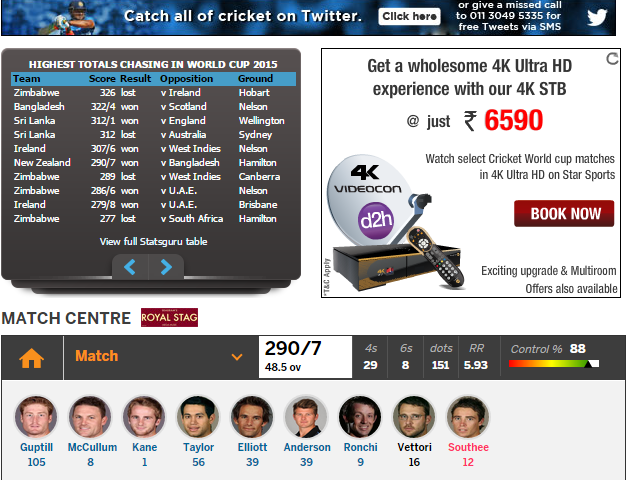 Catch all of cricket on Twitter. Click here or give a missed call
to 011 3049 5335 for
free Tweets via SMS
HIGHEST TOTALS CHASING IN WORLD CUP 2015
Team Score Result Opposition Ground
Zimbabwe 326 lost v Ireland Hobart
Bangladesh 322/4 won v Scotland Nelson
Sri Lanka 312/1 won v England Wellington
Sri Lanka 312 lost v Australia Sydney
Ireland 307/6 won v West Indies Nelson
New Zealand 290/7 won v Bangladesh Hamilton
Zimbabwe 289 lost v West Indies Canberra
Zimbabwe 286/6 won v U.A.E. Nelson
Ireland 279/8 won v U.A.E. Brisbane
Zimbabwe 277 lost v South Africa Hamilton
View full Statsguru table
Get a wholesome 4K Ultra HD
experience with our 4K STB
@ just ₹ 6590
Watch select Cricket World cup matches
in 4K Ultra HD on Star Sports
4K
VIDEOCON
d2h
BOOK NOW
Exciting upgrade & Multiroom
Offers also available
*T&C Apply
MATCH CENTRE ROYAL STAG
Match
290/7
48.5 ov
4s 6s dots RR Control % 88
29 8 151 5.93
Guptill McCullum Kane Taylor Elliott Anderson Ronchi Vettori Southee
105 8 1 56 39 39 9 16 12